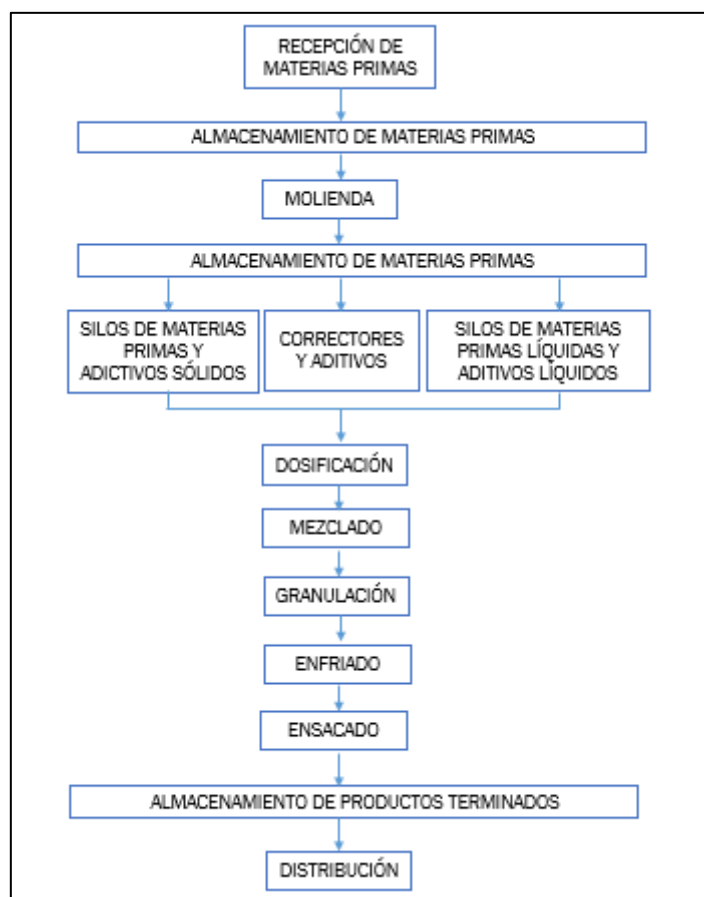 RECEPCIÓN DE
MATERIAS PRIMAS
ALMACENAMIENTO DE MATERIAS PRIMAS
MOLIENDA
ALMACENAMIENTO DE MATERIAS PRIMAS
SILOS DE MATERIAS
PRIMAS Y
ADICTIVOS SÓLIDOS
CORRECTORES
Y ADITIVOS
SILOS DE MATERIAS
PRIMAS LÍQUIDAS Y
ADITIVOS LÍQUIDOS
DOSIFICACIÓN
MEZCLADO
GRANULACIÓN
ENFRIADO
ENSACADO
ALMACENAMIENTO DE PRODUCTOS TERMINADOS
DISTRIBUCIÓN